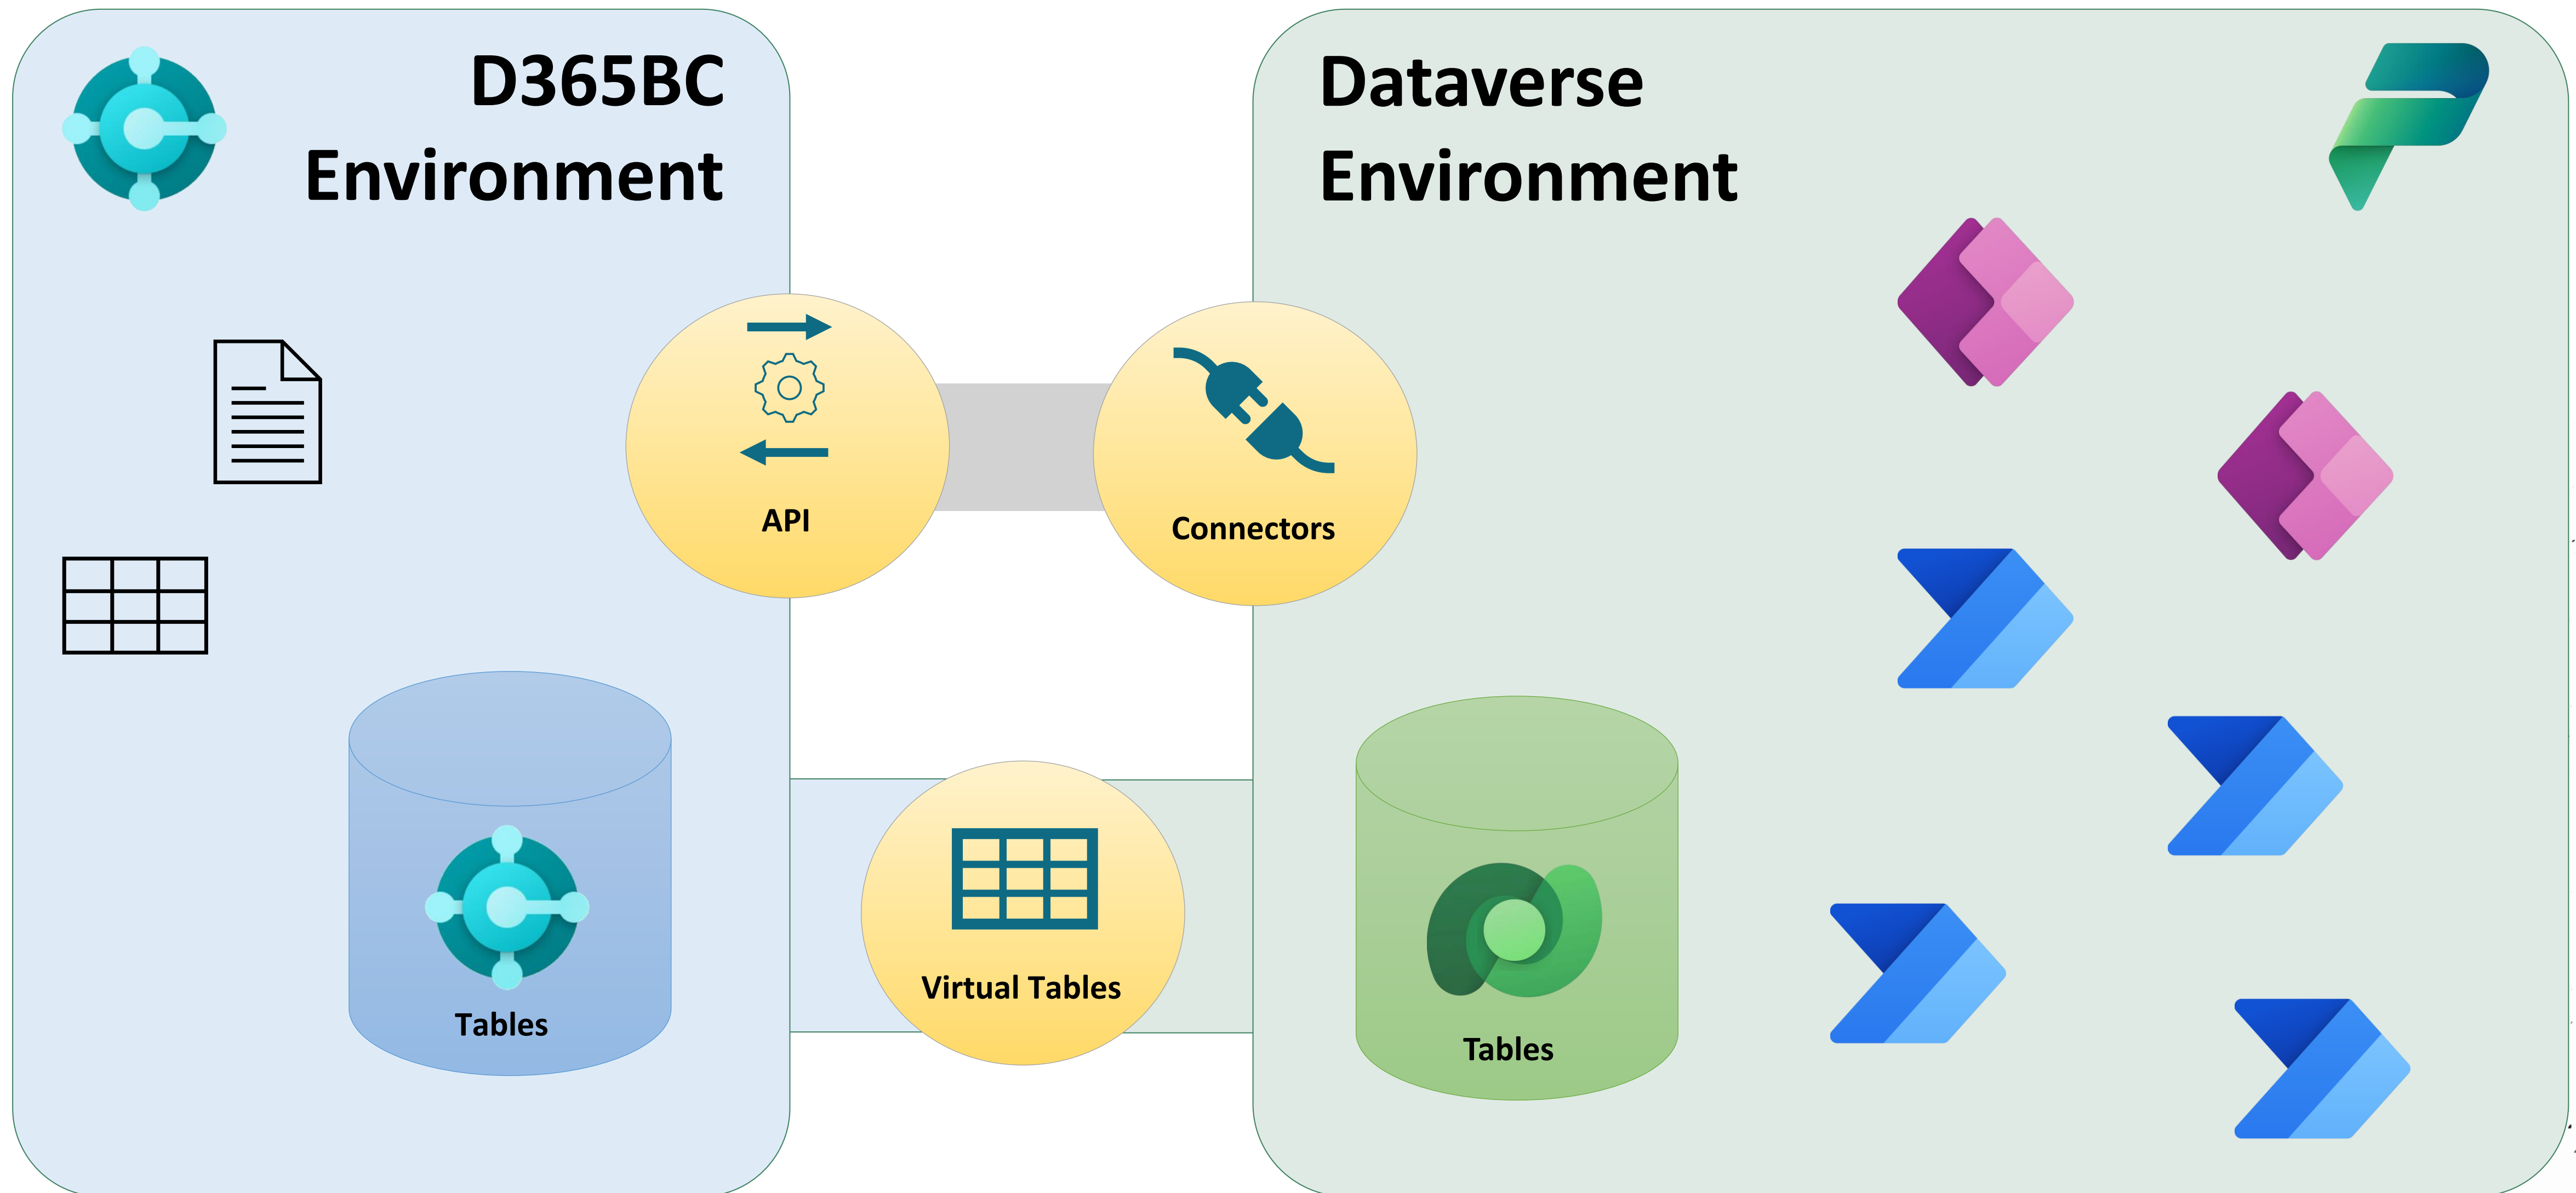 D365BC
Environment
Dataverse
Environment
API
Connectors
Virtual Tables
Tables
Tables